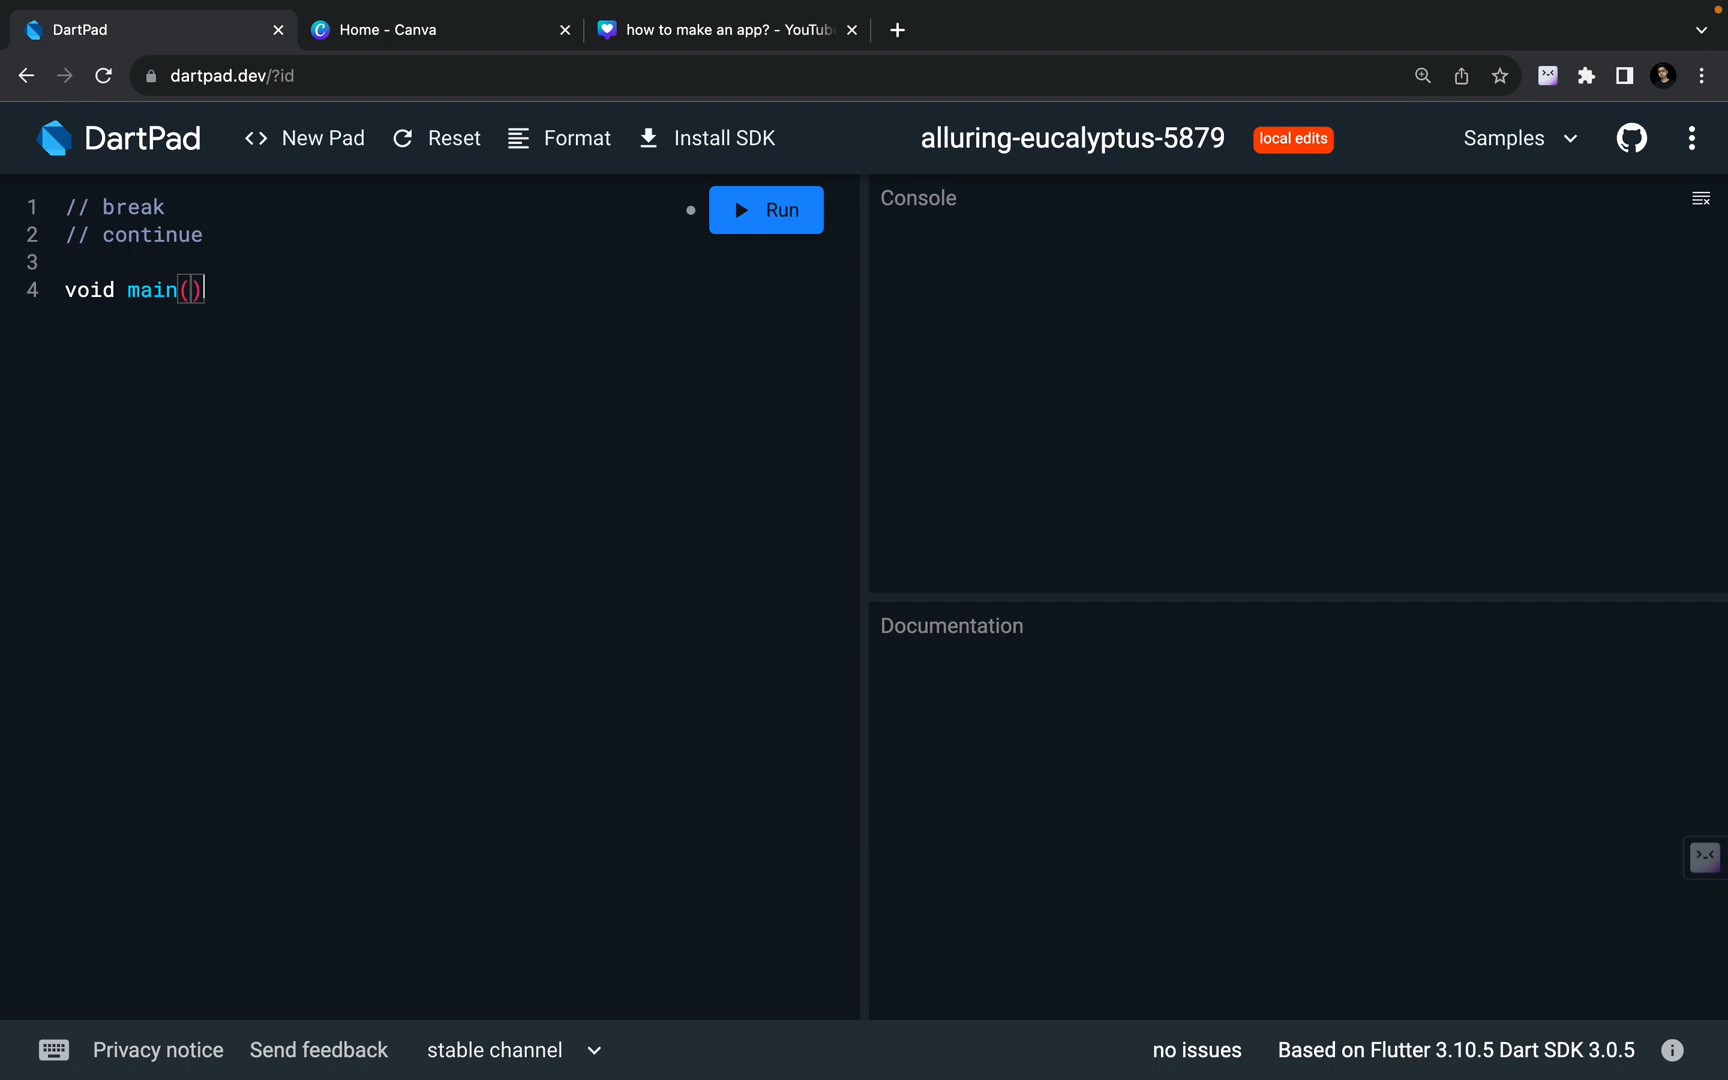 DartPad
Home - Canva
how to make an app? - YouTub
dartpad.dev/?id
DartPad
New Pad
Reset
Format
Install SDK
alluring-eucalyptus-5879
local edits
Samples
1 // break
2 // continue
3
4 void main()
Run
Console
Documentation
Privacy notice
Send feedback
stable channel
no issues
Based on Flutter 3.10.5 Dart SDK 3.0.5